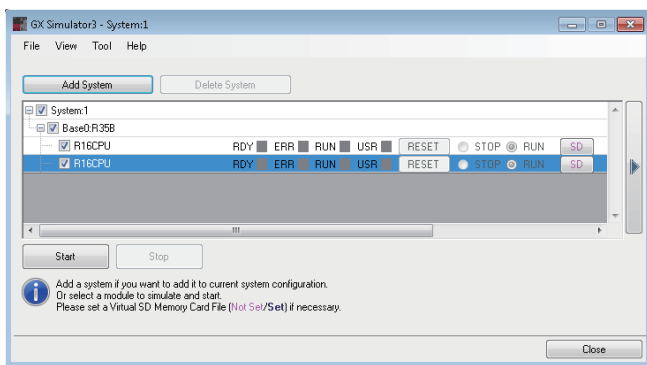 GX Simulator3 - System:1
File View Tool Help
Add System Delete System
System:1
Base0:R35B
R16CPU RDY ERR RUN USR RESET STOP RUN SD
R16CPU RDY ERR RUN USR RESET STOP RUN SD
Start Stop
Add a system if you want to add it to current system configuration.
Or select a module to simulate and start.
Please set a Virtual SD Memory Card File (Not Set/Set) if necessary.
Close